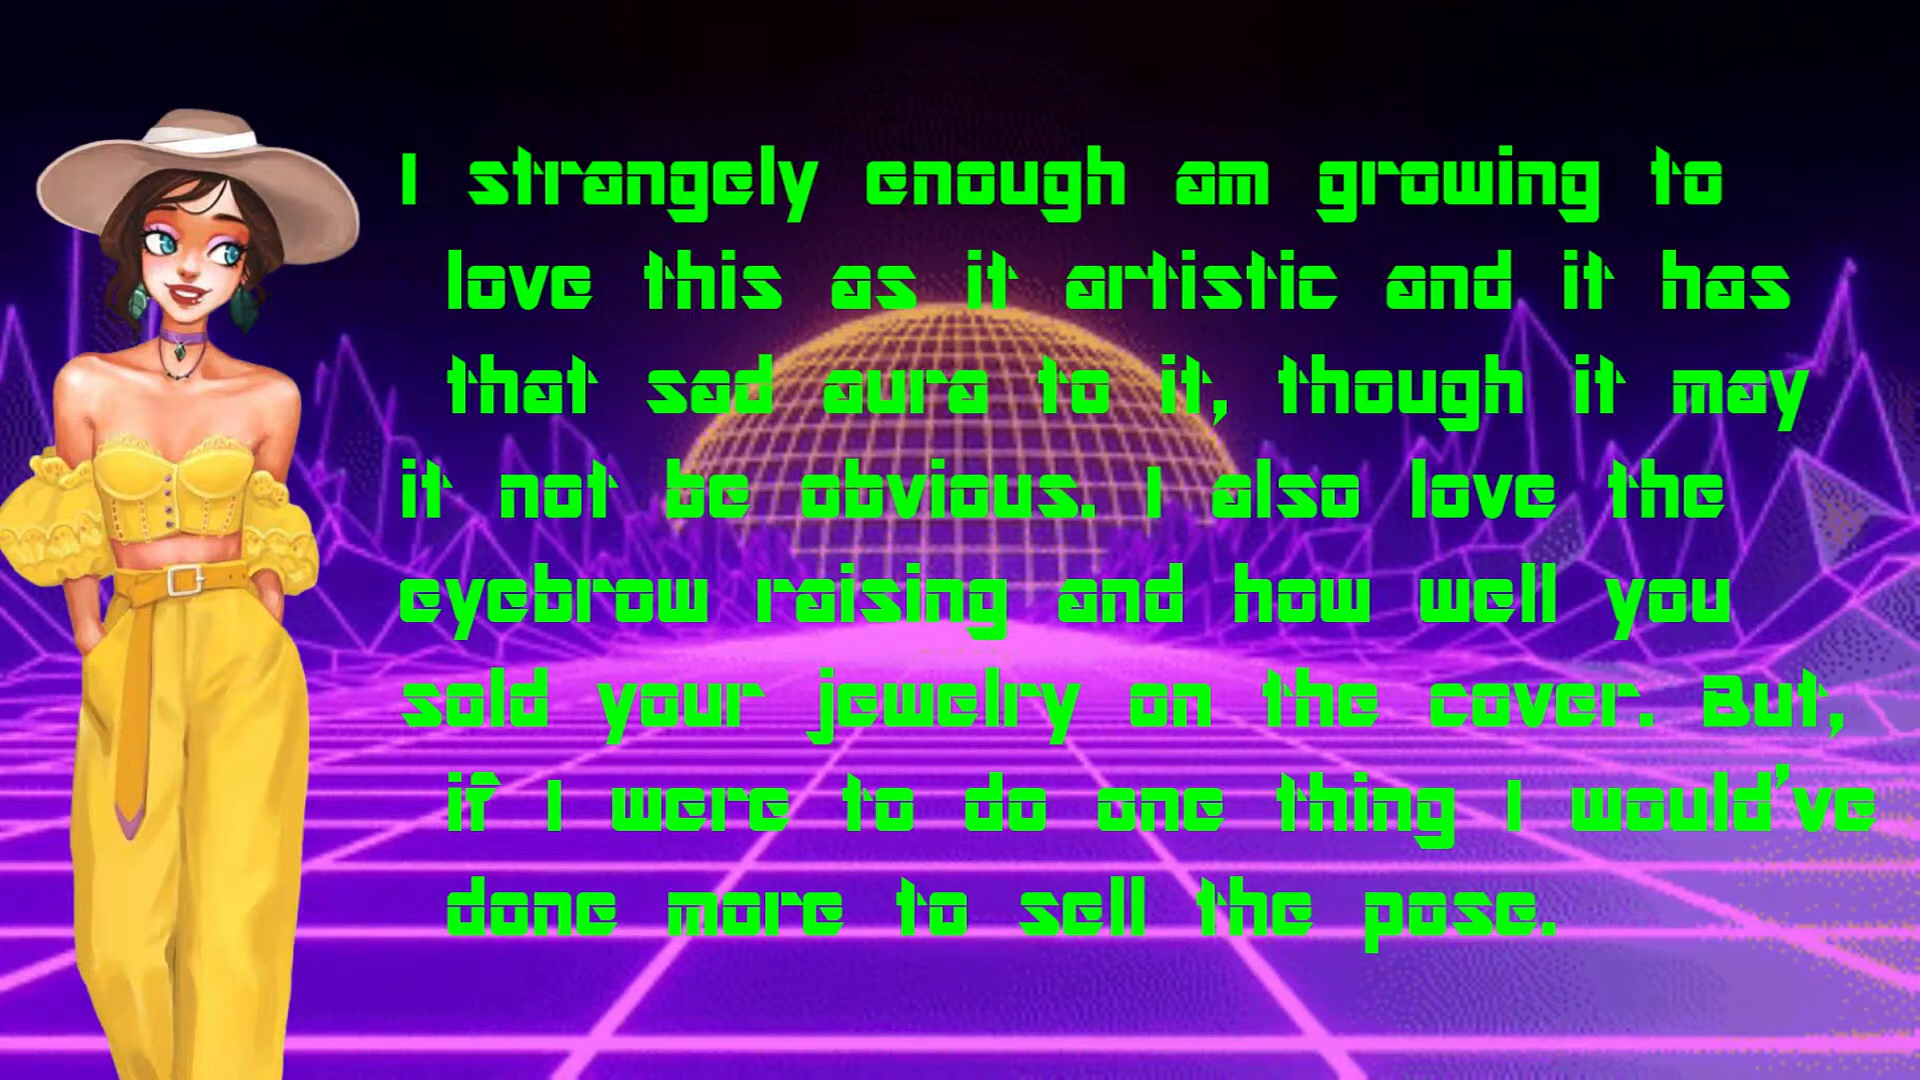 I strangely enough am growing to
love this as it artistic and it has
that sad aura to it, though it may
it not be obvious. I also love the
eyebrow raising and how well you
sold your jewelry on the cover. But,
if I were to do one thing I would've
done more to sell the pose.